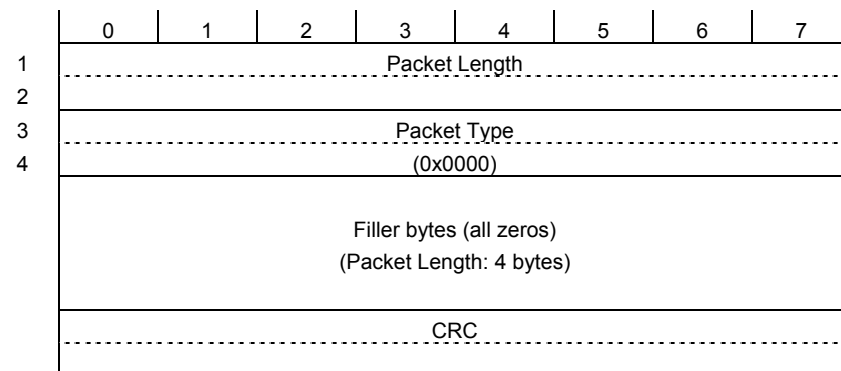 0 1 2 3 4 5 6 7
1 Packet Length
2
3 Packet Type
4 (0x0000)
Filler bytes (all zeros)
(Packet Length: 4 bytes)
CRC